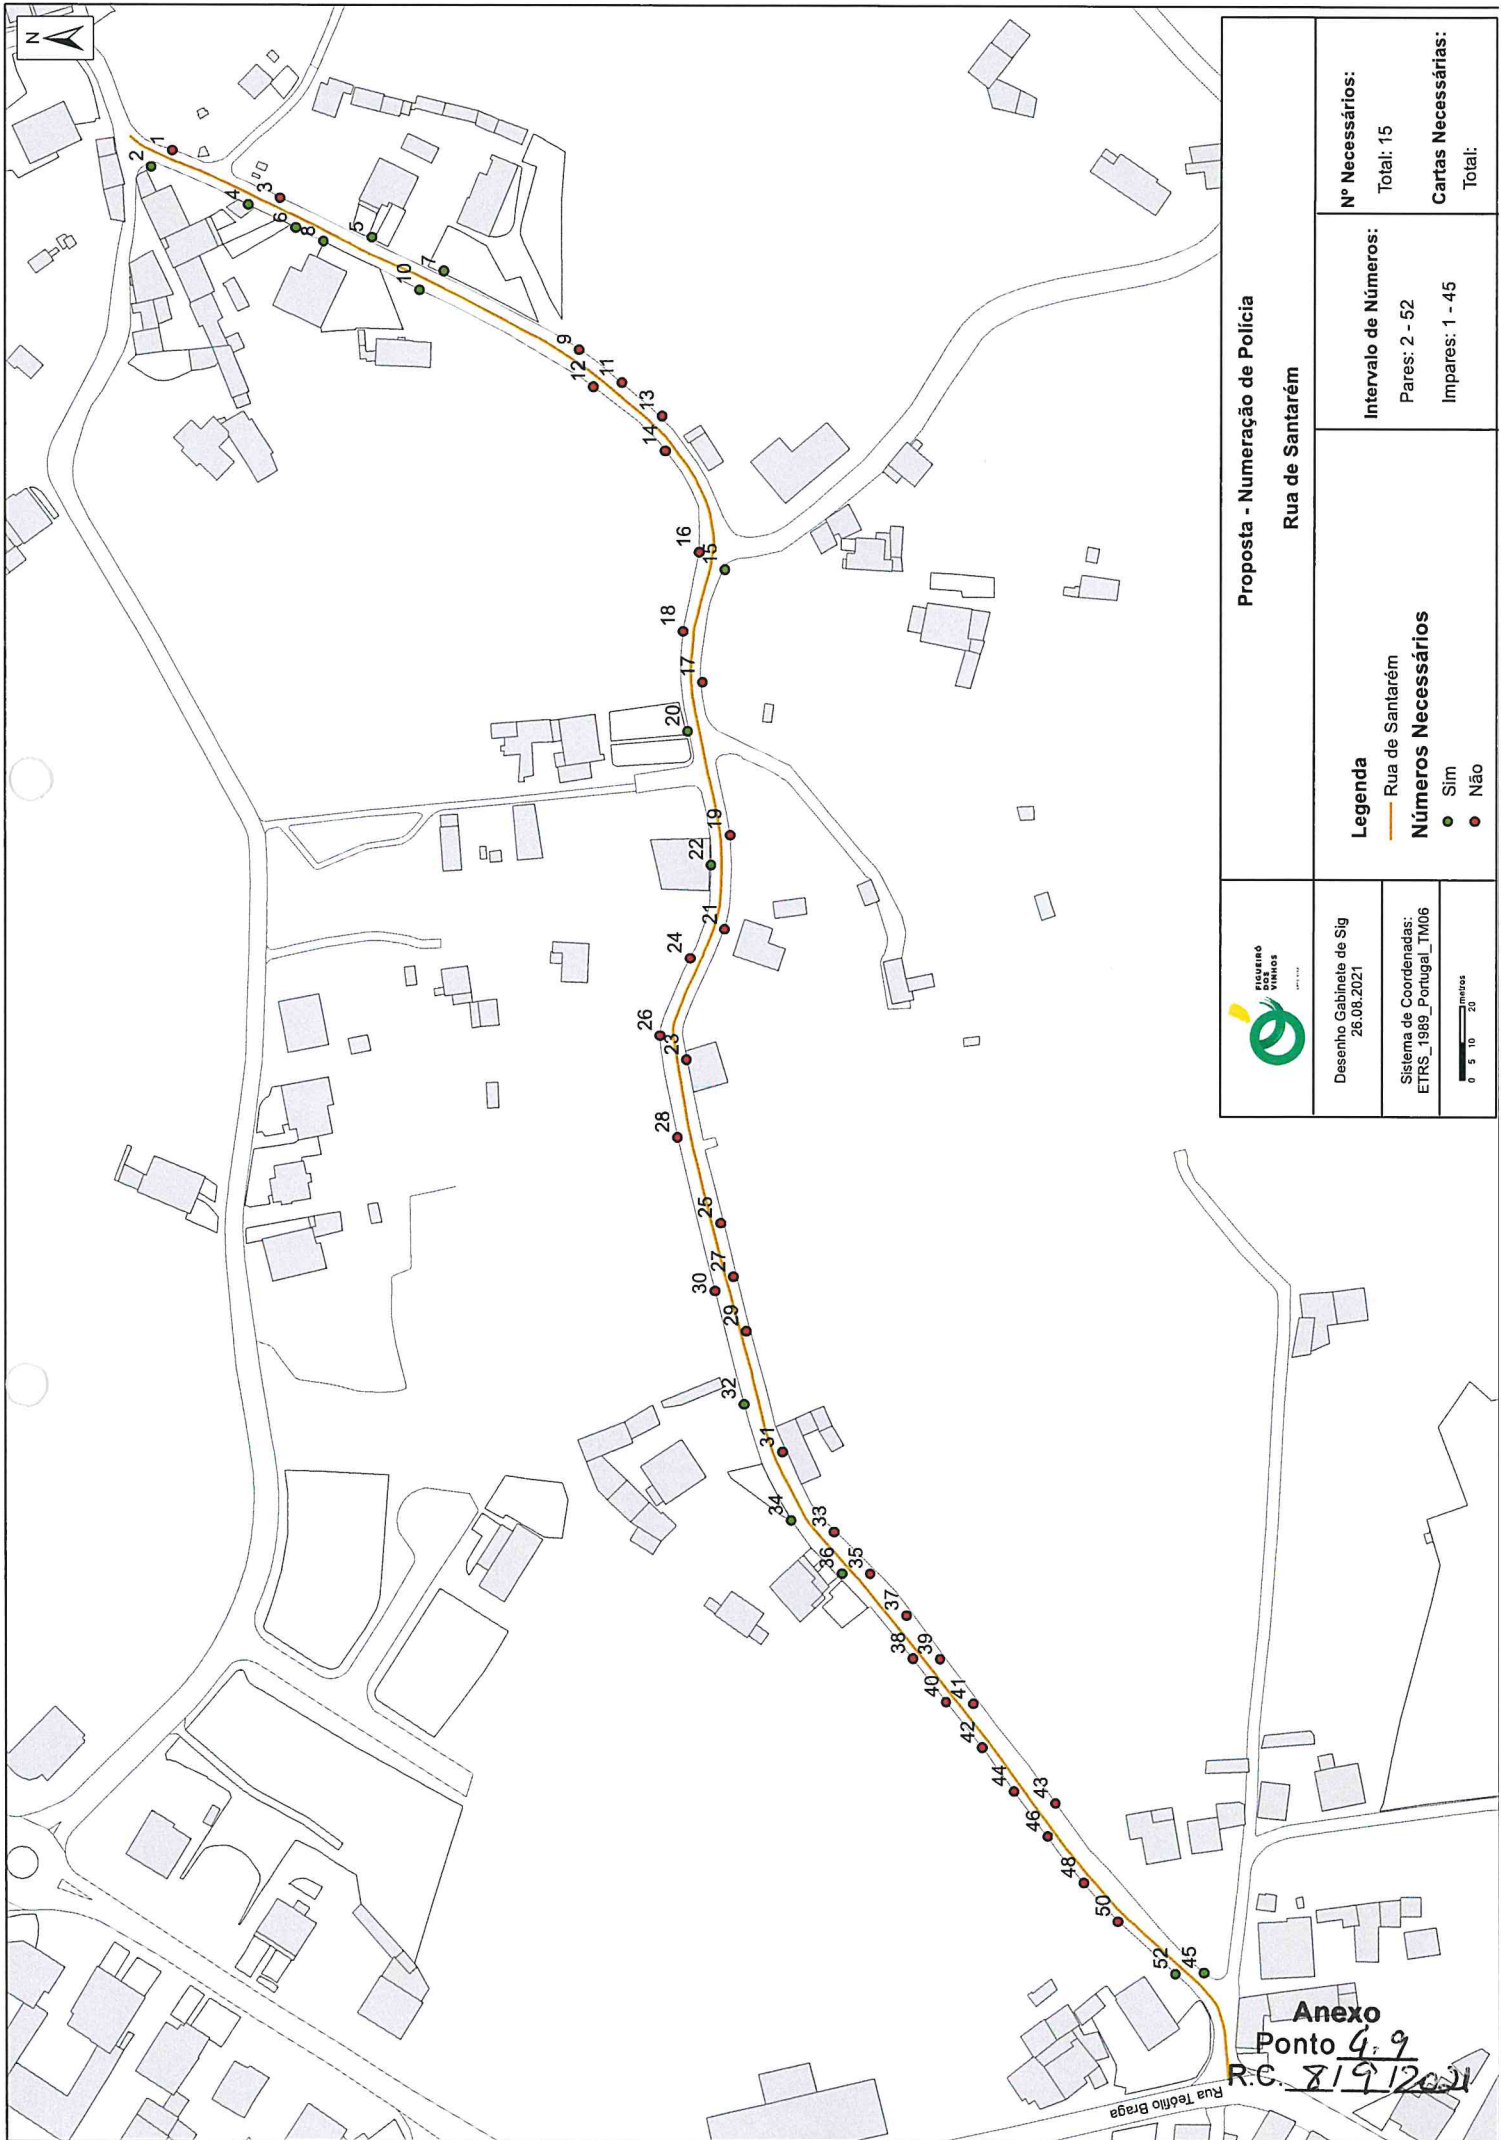 N
1
2
3
4
5
6
7
8
9
10
11
12
13
14
15
16
17
18
19
20
21
22
23
24
25
26
27
28
29
30
31
32
33
34
35
36
37
38
39
40
41
42
43
44
45
46
48
50
52
Rua Teófilo Braga
FIGUEIRÓ
DOS
VINHOS
Proposta - Numeração de Polícia
Rua de Santarém
Desenho Gabinete de Sig
26.08.2021
Sistema de Coordenadas:
ETRS_1989_Portugal_TM06
0 5 10 20 metros
Legenda
Rua de Santarém
Números Necessários
Sim
Não
Intervalo de Números:
Pares: 2 - 52
Impares: 1 - 45
Nº Necessários:
Total: 15
Cartas Necessárias:
Total:
Anexo
Ponto 4.9
R.C. 8/9/2021